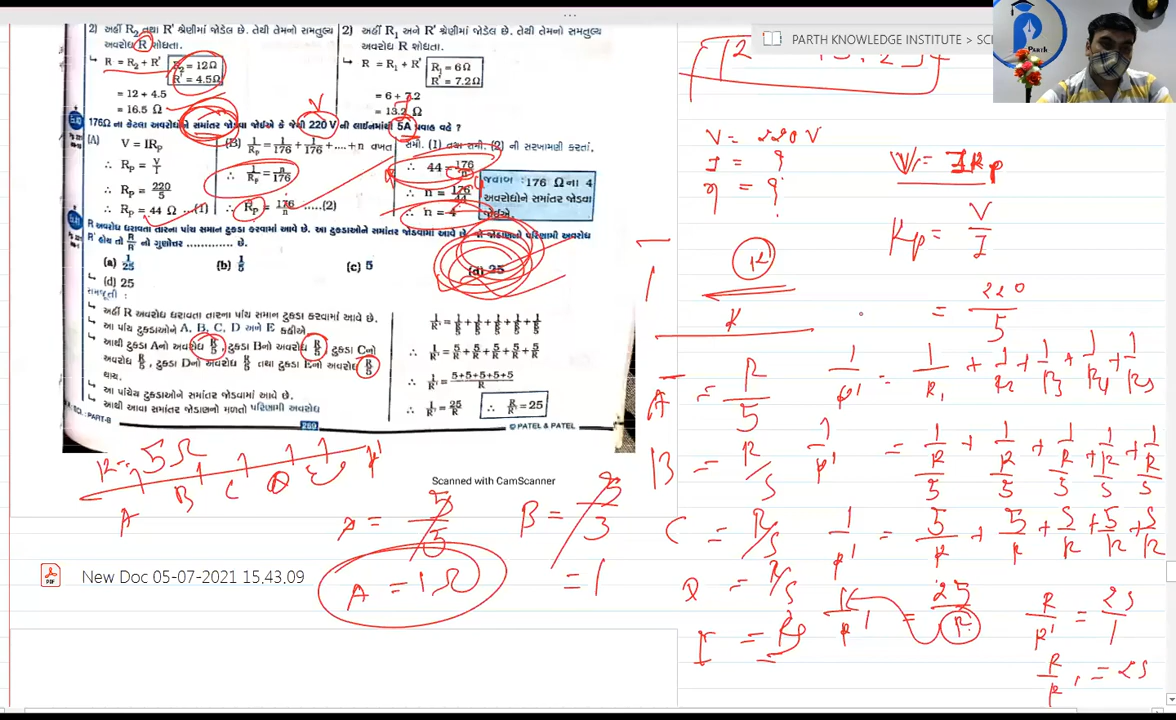 PARTH KNOWLEDGE INSTITUTE > SCI
Parth
2) અહીં R₂ તથા R' શ્રેણીમાં જોડેલ છે. તેથી તેમનો સમતુલ્ય
અવરોધ R શોધતા.
R = R₂ + R'
R₂ = 12Ω
R' = 4.5Ω
= 12 + 4.5
= 16.5 Ω
2) અહીં R₁ અને R' શ્રેણીમાં જોડેલ છે. તેથી તેમનો સમતુલ્ય
અવરોધ R શોધતા.
R = R₁ + R'
R₁ = 6Ω
R' = 7.2Ω
= 6 + 7.2
= 13.2 Ω
176Ω ના કેટલા અવરોધોને સમાંતર જોડવા જોઈએ કે જેથી 220 V ની લાઈનમાંથી 5A પ્રવાહ વહે ?
(A) V = IRp
∴ Rp = V/I
∴ Rp = 220/5
∴ Rp = 44 Ω ...(1)
(B) 1/Rp = 1/176 + 1/176 + .... + n વખત
∴ 1/Rp = n/176
∴ Rp = 176/n .....(2)
સમી. (1) તથા સમી. (2) ની સરખામણી કરતાં,
∴ 44 = 176/n
∴ n = 176/44
∴ n = 4
જવાબ : 176 Ω ના 4
અવરોધોને સમાંતર જોડવા
જોઈએ.
R અવરોધ ધરાવતા તારના પાંચ સમાન ટુકડા કરવામાં આવે છે. આ ટુકડાઓને સમાંતર જોડવામાં આવે છે. જો જોડાણનો પરિણામી અવરોધ
R' હોય તો R/R' નો ગુણોત્તર ............. છે.
(a) 1/25 (b) 1/5 (c) 5 (d) 25
(d) 25
સમજૂતી :
અહીં R અવરોધ ધરાવતા તારના પાંચ સમાન ટુકડા કરવામાં આવે છે.
આ પાંચ ટુકડાઓને A, B, C, D અને E કહીએ
આથી ટુકડા Aનો અવરોધ R/5, ટુકડા Bનો અવરોધ R/5, ટુકડા Cનો
અવરોધ R/5, ટુકડા Dનો અવરોધ R/5 તથા ટુકડા Eનો અવરોધ R/5
થાય.
આ પાંચેય ટુકડાઓને સમાંતર જોડવામાં આવે છે.
આથી આવા સમાંતર જોડાણનો મળતો પરિણામી અવરોધ
∴ 1/R' = 5/R + 5/R + 5/R + 5/R + 5/R
∴ 1/R' = 5+5+5+5+5/R
∴ 1/R' = 25/R ∴ R/R' = 25
PART-B
269
© PATEL & PATEL
Scanned with CamScanner
New Doc 05-07-2021 15.43.09
R = 5Ω
A B C D E R'
A = 5/5
A = 1Ω
B = 5/3
= 1
V = 220 V
I = ?
n = ?
V = IRp
Rp = V/I
= 220/5
R'
R
A = R/5
B = R/5
C = R/5
D = R/5
1/R' = 1/R₁ + 1/R₂ + 1/R₃ + 1/R₄ + 1/R₅
1/R' = 1/R/5 + 1/R/5 + 1/R/5 + 1/R/5 + 1/R/5
1/R' = 5/R + 5/R + 5/R + 5/R + 5/R
R/R' = 25/R
R/R' = 25/1
R/R' = 25